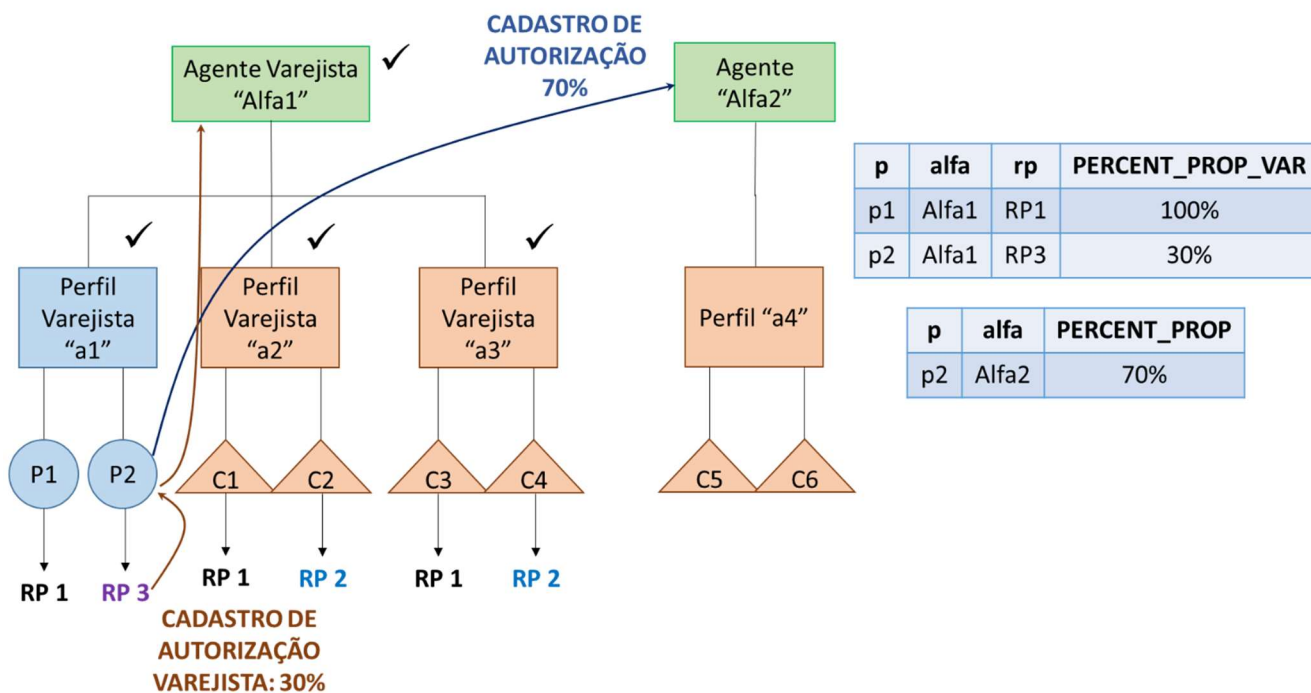 CADASTRO DE
AUTORIZAÇÃO
70%
Agente Varejista
“Alfa1”
Agente
“Alfa2”
p alfa rp PERCENT_PROP_VAR
p1 Alfa1 RP1 100%
p2 Alfa1 RP3 30%
Perfil
Varejista
“a1”
Perfil
Varejista
“a2”
Perfil
Varejista
“a3”
Perfil “a4”
p alfa PERCENT_PROP
p2 Alfa2 70%
P1 P2 C1 C2 C3 C4 C5 C6
RP 1 RP 3 RP 1 RP 2 RP 1 RP 2
CADASTRO DE
AUTORIZAÇÃO
VAREJISTA: 30%